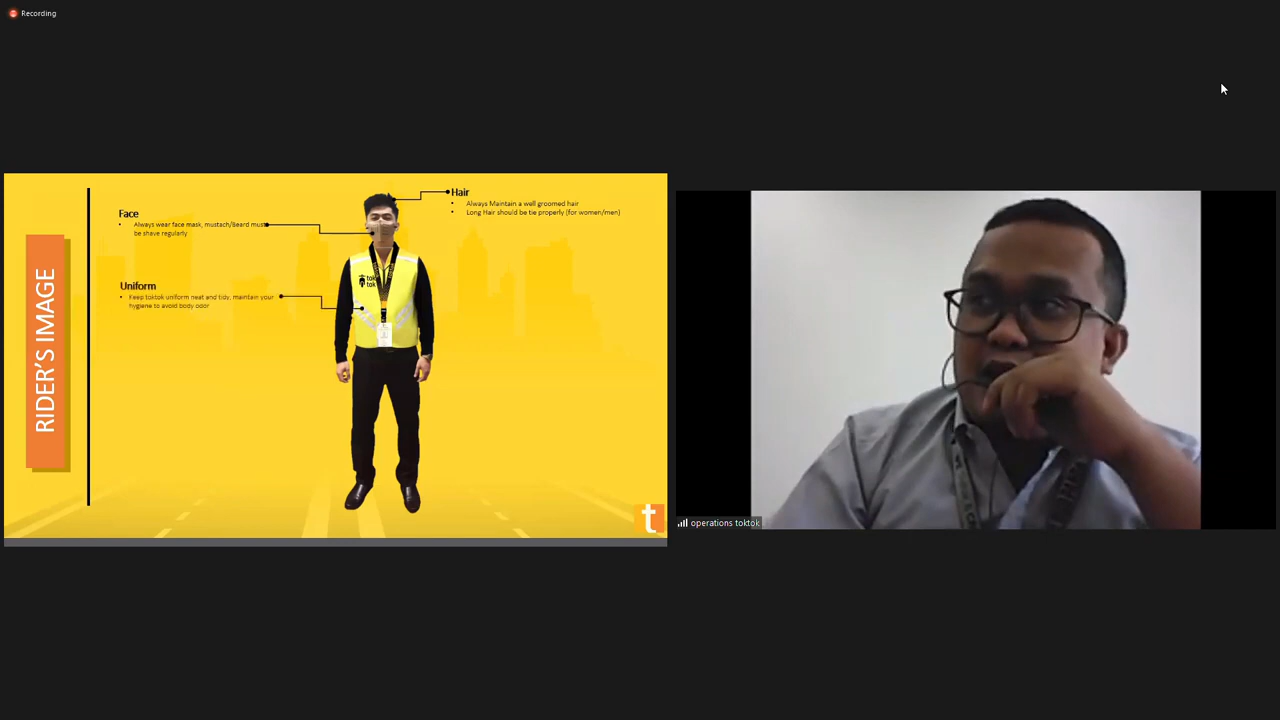 Recording
RIDER'S IMAGE
Face
• Always wear face mask, mustach/Beard must
be shave regularly
Uniform
• Keep toktok uniform neat and tidy, maintain your
hygiene to avoid body odor
Hair
• Always Maintain a well groomed hair
• Long Hair should be tie properly (for women/men)
tok
tok
t
operations toktok